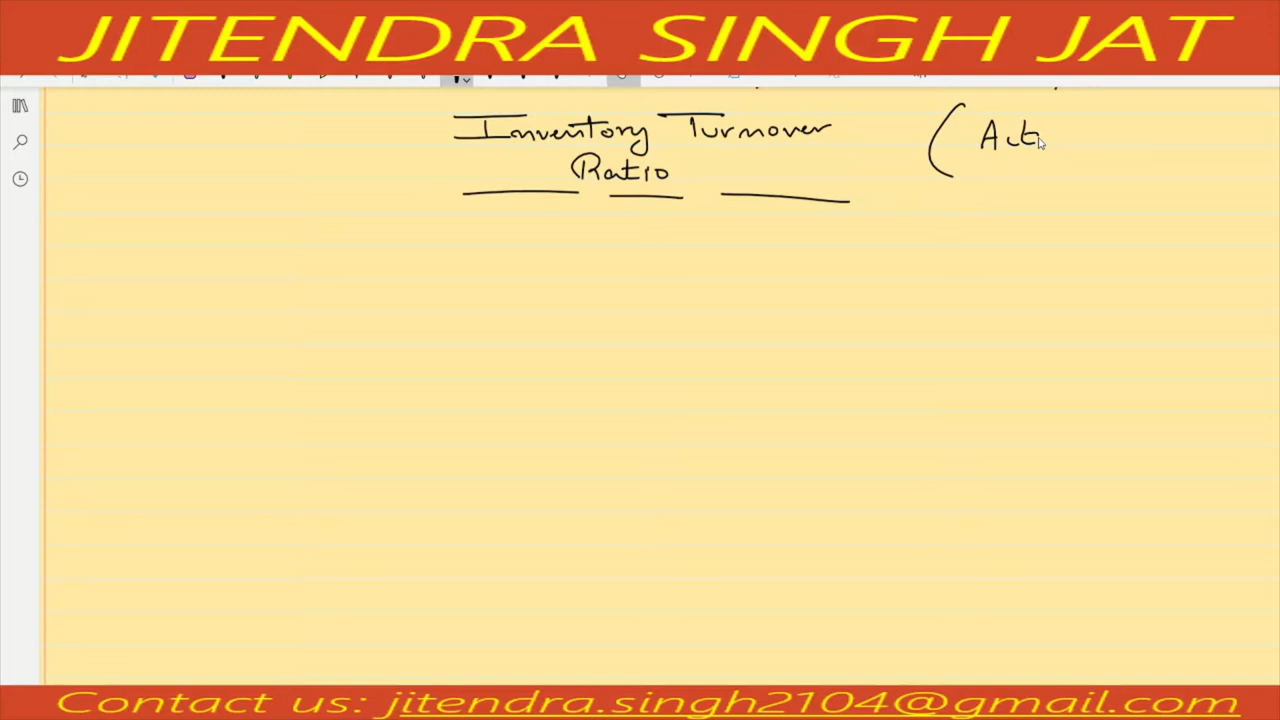 JITENDRA SINGH JAT
Inventory Turnover (Act
Ratio
Contact us: jitendra.singh2104@gmail.com